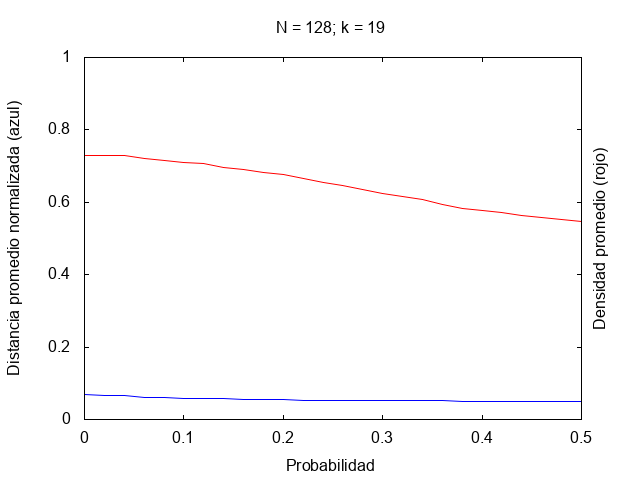 N = 128; k = 19
Distancia promedio normalizada (azul)
1
0.8
0.6
0.4
0.2
0
0 0.1 0.2 0.3 0.4 0.5
Probabilidad
Densidad promedio (rojo)